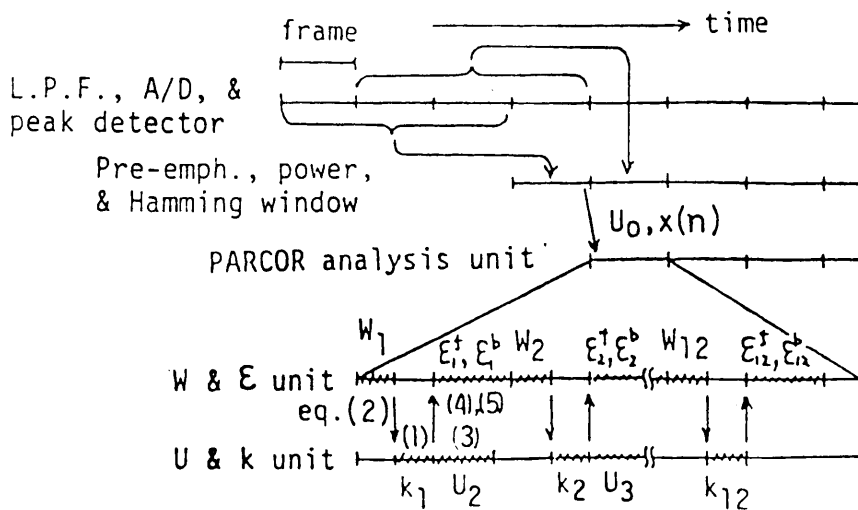 frame
time
L.P.F., A/D, &
peak detector
Pre-emph., power,
& Hamming window
U0, x(n)
PARCOR analysis unit
W1
ε1f, ε1b W2 ε2f, ε2b W12 ε12f, ε12b
W & ε unit
eq.(2) (1) (4),(5)
(3)
U & k unit
k1 U2 k2 U3 k12